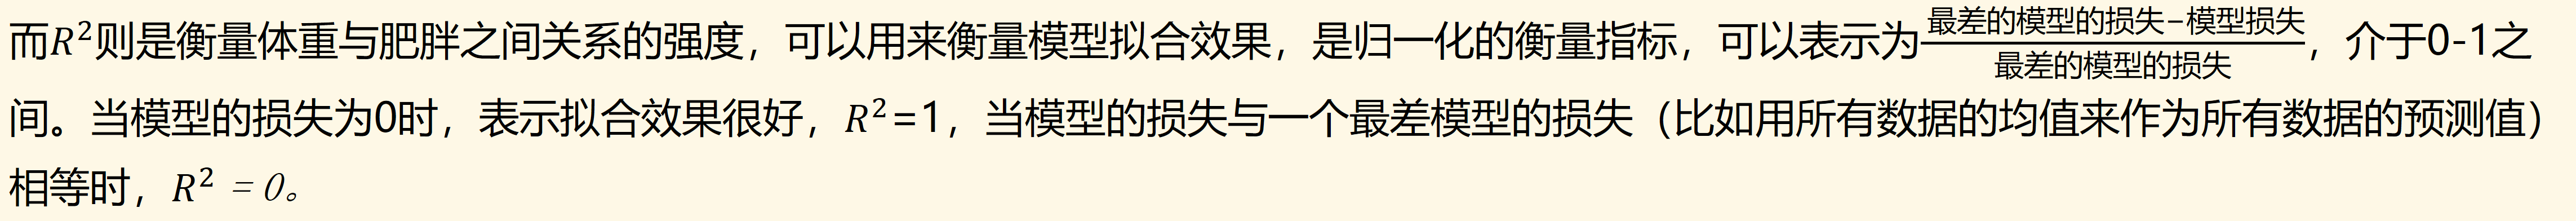 而R²则是衡量体重与肥胖之间关系的强度，可以用来衡量模型拟合效果，是归一化的衡量指标，可以表示为\frac{最差的模型的损失-模型损失}{最差的模型的损失}，介于0-1之
间。当模型的损失为0时，表示拟合效果很好，R²=1，当模型的损失与一个最差模型的损失（比如用所有数据的均值来作为所有数据的预测值）
相等时，R² = 0。